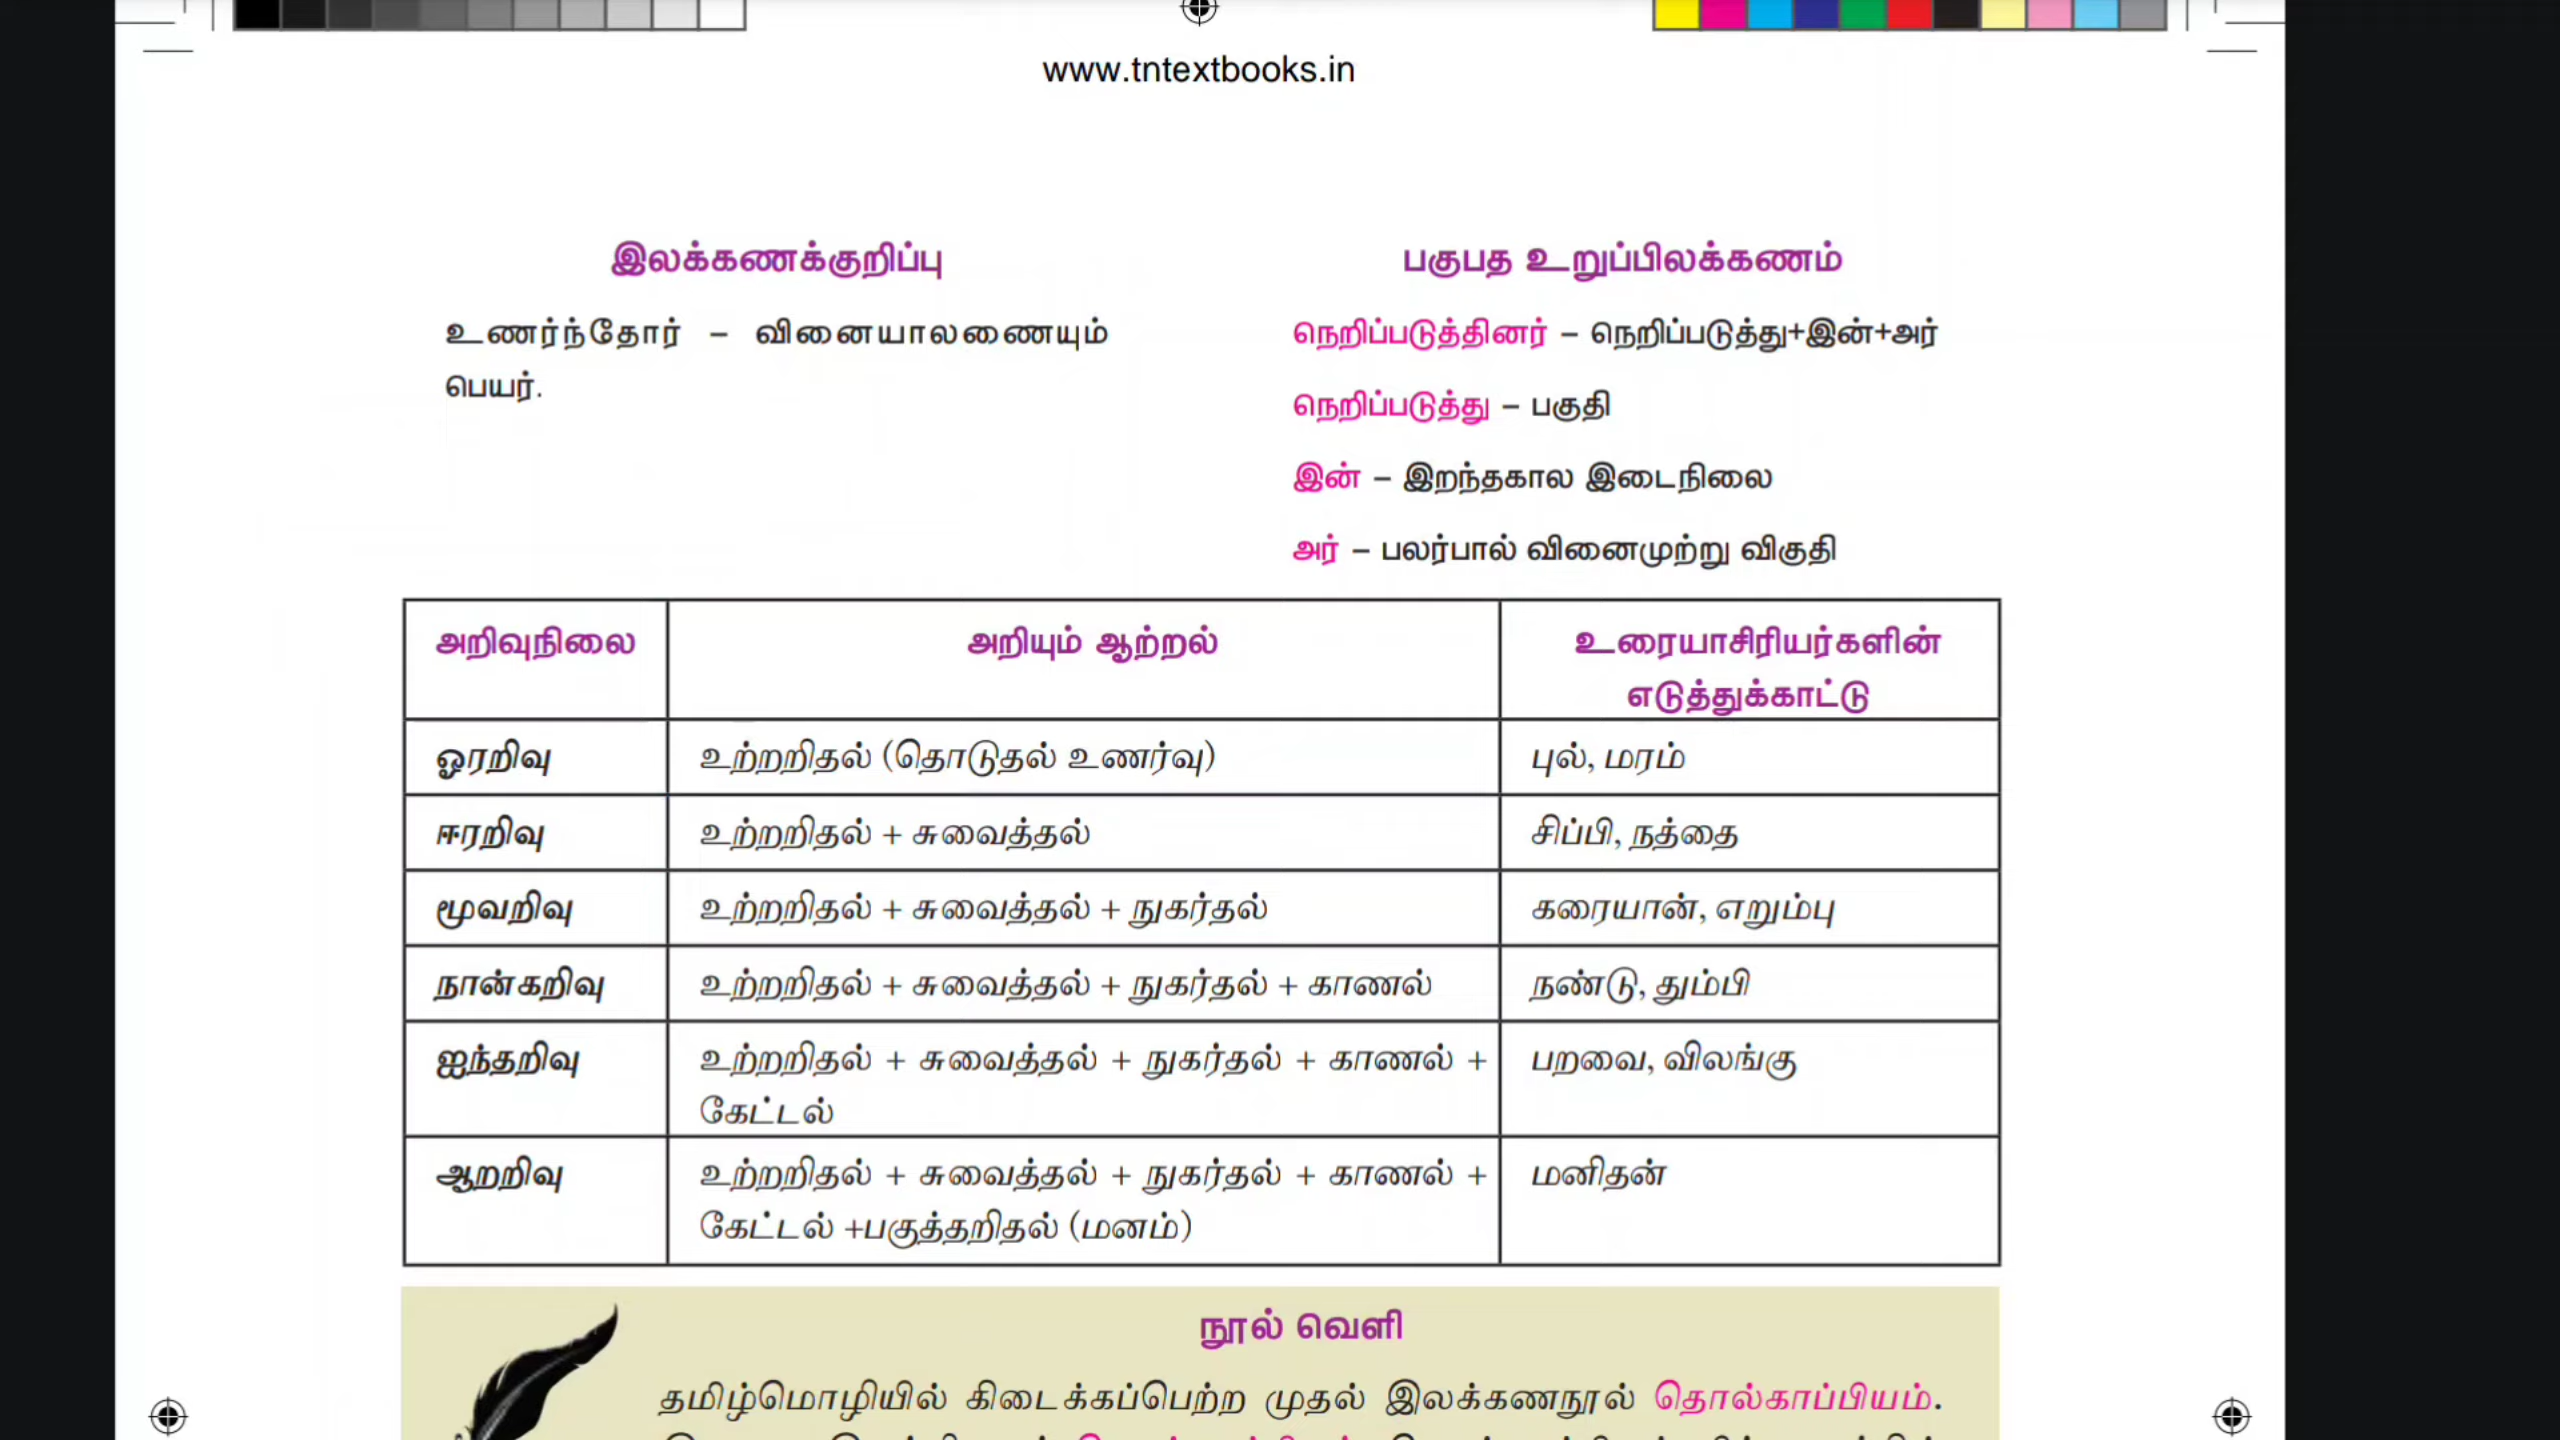 www.tntextbooks.in
இலக்கணக்குறிப்பு
உணர்ந்தோர் – வினையாலணையும்
பெயர்.
பகுபத உறுப்பிலக்கணம்
நெறிப்படுத்தினர் – நெறிப்படுத்து+இன்+அர்
நெறிப்படுத்து – பகுதி
இன் – இறந்தகால இடைநிலை
அர் – பலர்பால் வினைமுற்று விகுதி
அறிவுநிலை அறியும் ஆற்றல் உரையாசிரியர்களின்
எடுத்துக்காட்டு
ஓரறிவு உற்றறிதல் (தொடுதல் உணர்வு) புல், மரம்
ஈரறிவு உற்றறிதல் + சுவைத்தல் சிப்பி, நத்தை
மூவறிவு உற்றறிதல் + சுவைத்தல் + நுகர்தல் கரையான், எறும்பு
நான்கறிவு உற்றறிதல் + சுவைத்தல் + நுகர்தல் + காணல் நண்டு, தும்பி
ஐந்தறிவு உற்றறிதல் + சுவைத்தல் + நுகர்தல் + காணல் + பறவை, விலங்கு
கேட்டல்
ஆறறிவு உற்றறிதல் + சுவைத்தல் + நுகர்தல் + காணல் + மனிதன்
கேட்டல் +பகுத்தறிதல் (மனம்)
நூல் வெளி
தமிழ்மொழியில் கிடைக்கப்பெற்ற முதல் இலக்கணநூல் தொல்காப்பியம்.